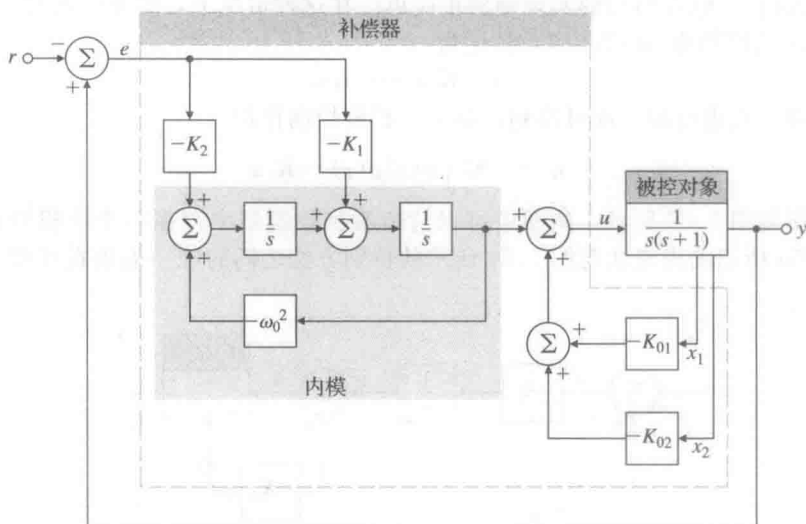 补偿器
r
−
Σ
+
e
−K₂
−K₁
内模
+
Σ
+
1/s
+
Σ
+
1/s
−ω₀²
+
Σ
+
u
被控对象
1/s(s+1)
y
Σ
+
+
−K₀₁
x₁
−K₀₂
x₂